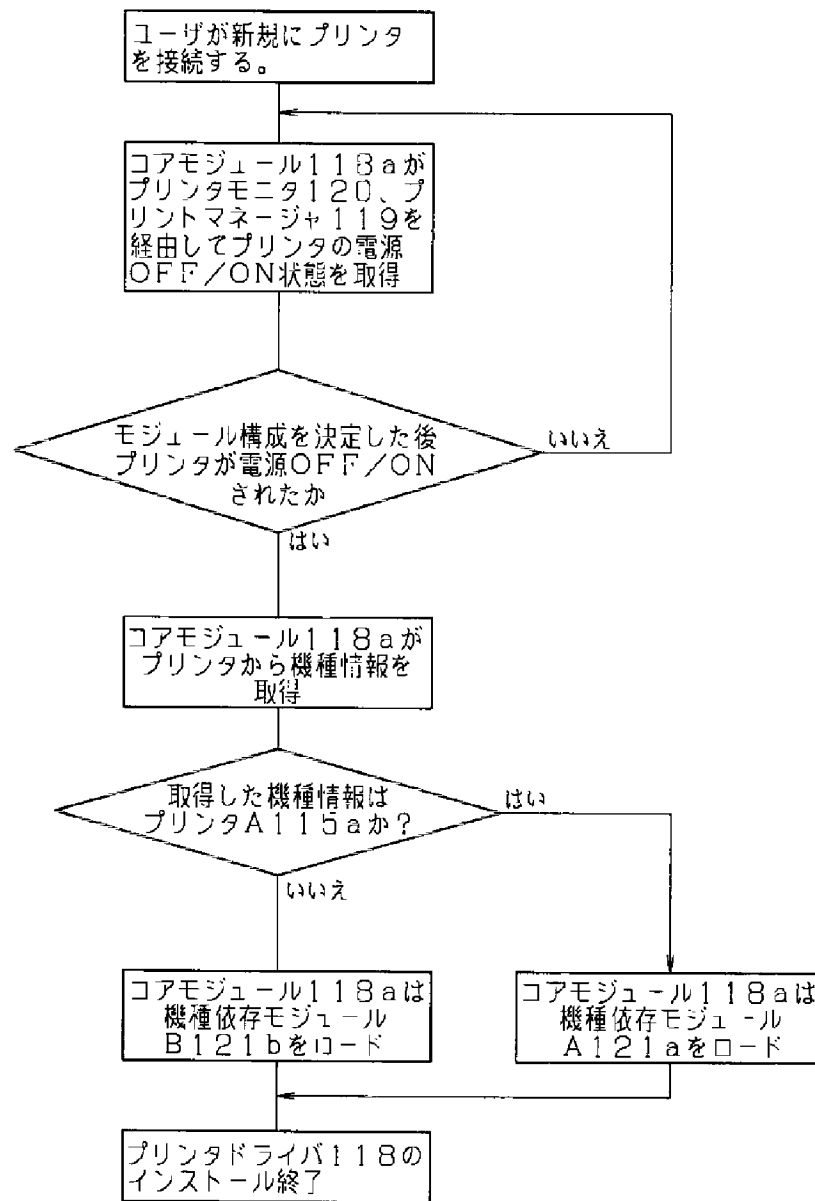 ユーザが新規にプリンタ
を接続する。
コアモジュール118aが
プリンタモニタ120、プ
リントマネージャ119を
経由してプリンタの電源
OFF/ON状態を取得
モジュール構成を決定した後
プリンタが電源OFF/ON
されたか
いいえ
はい
コアモジュール118aが
プリンタから機種情報を
取得
取得した機種情報は
プリンタA115aか?
はい
いいえ
コアモジュール118aは
機種依存モジュール
B121bをロード
コアモジュール118aは
機種依存モジュール
A121aをロード
プリンタドライバ118の
インストール終了